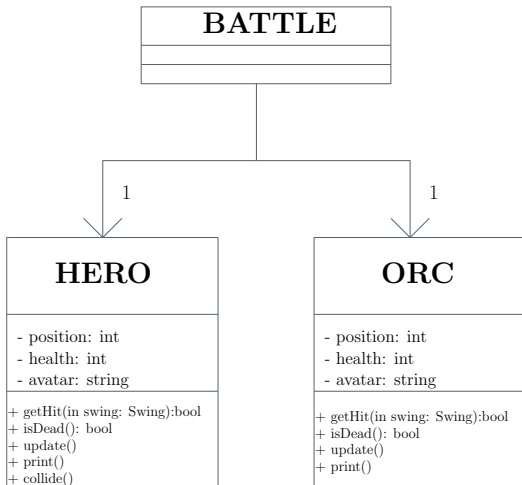 BATTLE
1
1
HERO
- position: int
- health: int
- avatar: string
+ getHit(in swing: Swing):bool
+ isDead(): bool
+ update()
+ print()
+ collide()
ORC
- position: int
- health: int
- avatar: string
+ getHit(in swing: Swing):bool
+ isDead(): bool
+ update()
+ print()